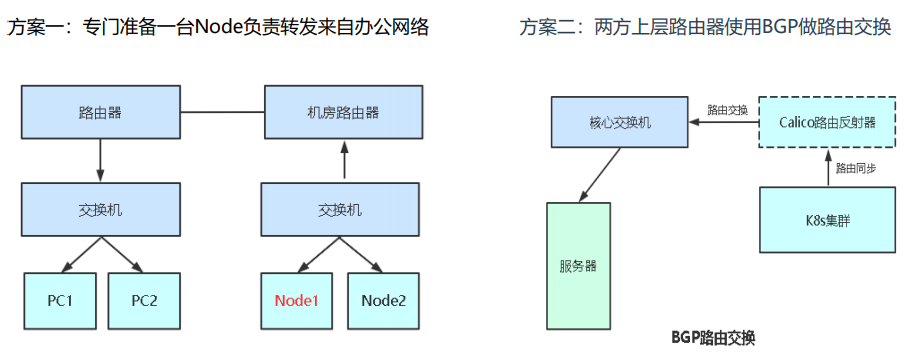 方案一：专门准备一台Node负责转发来自办公网络
方案二：两方上层路由器使用BGP做路由交换
路由器
机房路由器
交换机
交换机
PC1
PC2
Node1
Node2
核心交换机
路由交换
Calico路由反射器
路由同步
K8s集群
服务器
BGP路由交换